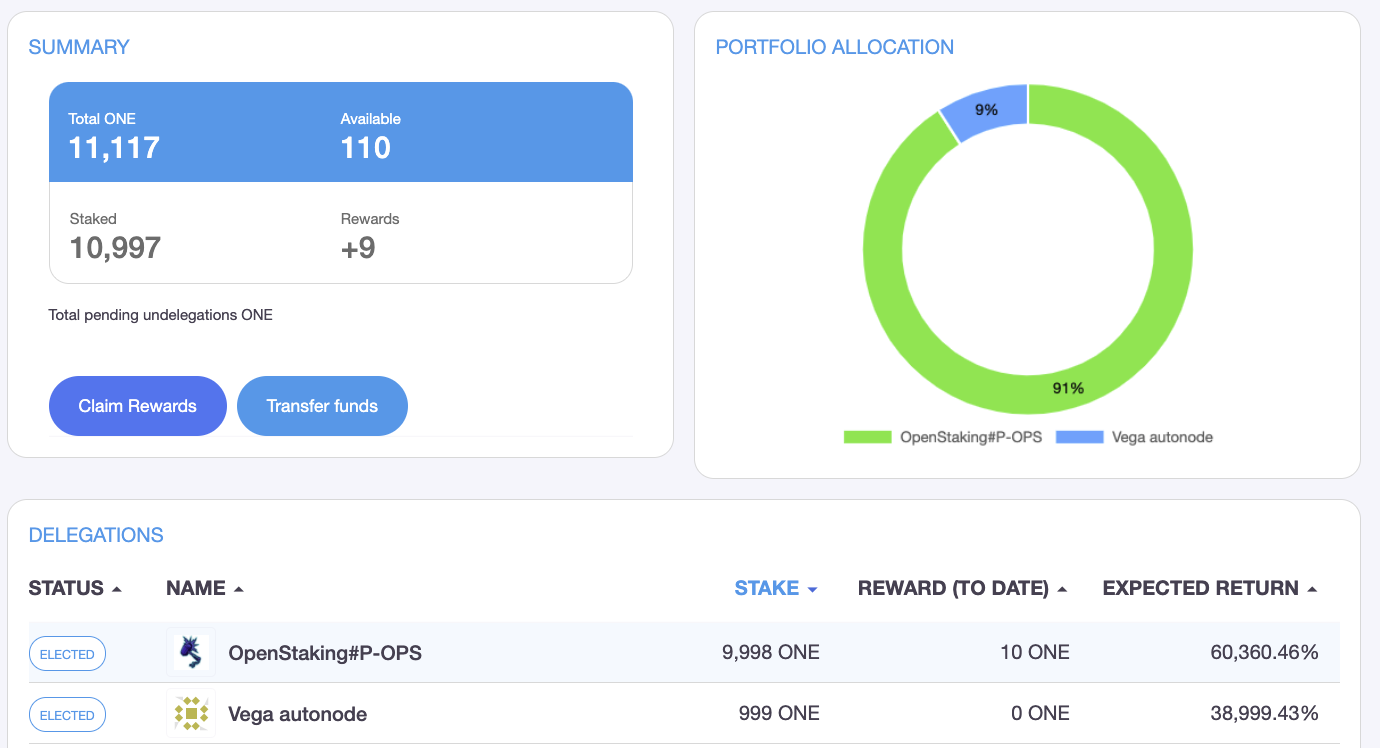 SUMMARY
Total ONE Available
11,117 110
Staked Rewards
10,997 +9
Total pending undelegations ONE
Claim Rewards Transfer funds
PORTFOLIO ALLOCATION
9%
91%
OpenStaking#P-OPS Vega autonode
DELEGATIONS
STATUS NAME STAKE REWARD (TO DATE) EXPECTED RETURN
ELECTED OpenStaking#P-OPS 9,998 ONE 10 ONE 60,360.46%
ELECTED Vega autonode 999 ONE 0 ONE 38,999.43%